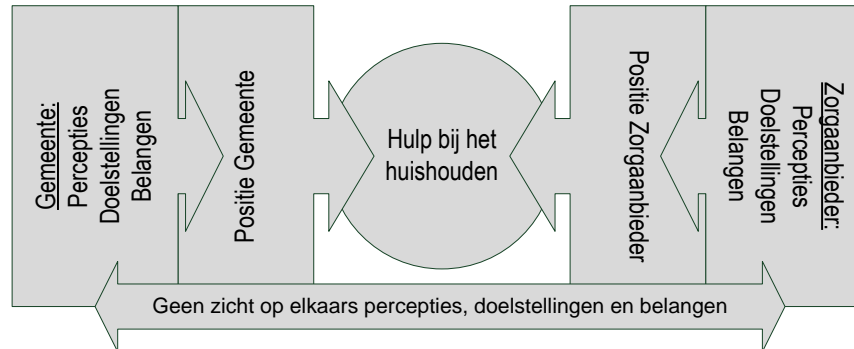 Gemeente:
Percepties
Doelstellingen
Belangen
Positie Gemeente
Hulp bij het
huishouden
Positie Zorgaanbieder
Zorgaanbieder:
Percepties
Doelstellingen
Belangen
Geen zicht op elkaars percepties, doelstellingen en belangen